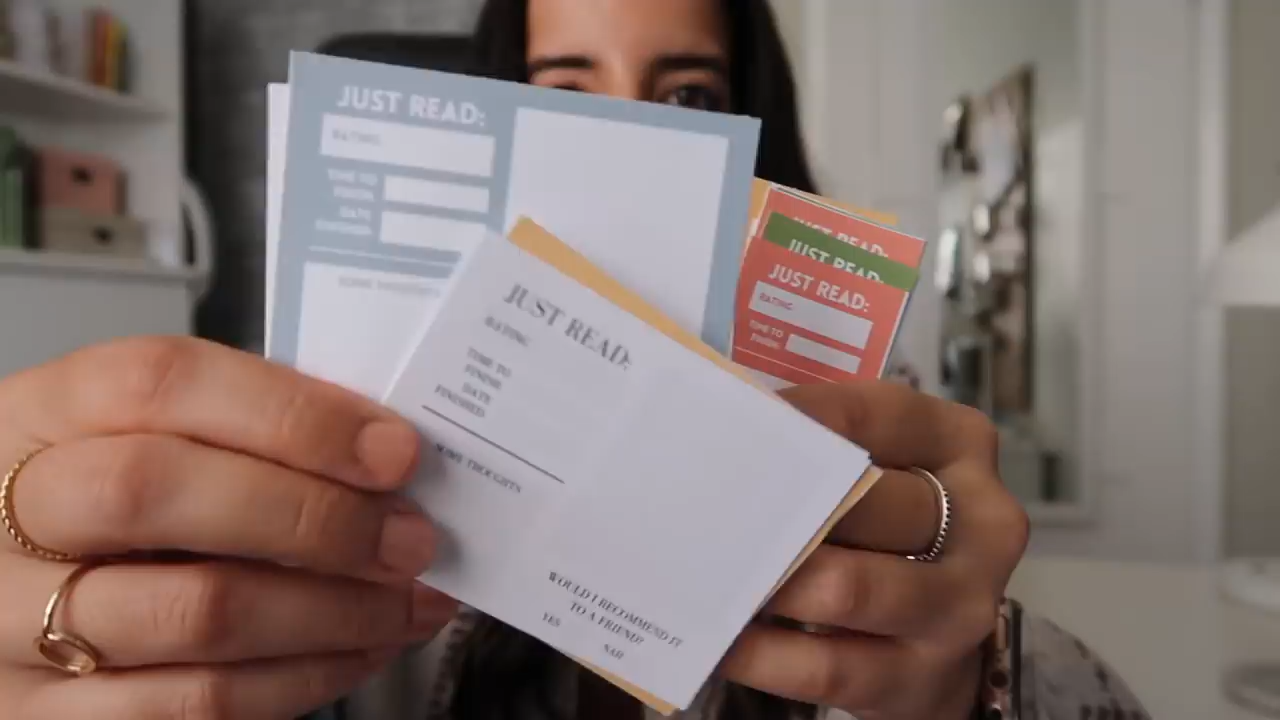 JUST READ:
RATING:
TIME TO
FINISH:
DATE
FINISHED:
SOME THOUGHTS
JUST READ:
RATING:
TIME TO
FINISH
DATE
FINISHED
SOME THOUGHTS
WOULD I RECOMMEND IT
TO A FRIEND?
YES
NAH
JUST READ:
JUST READ:
JUST READ:
RATING:
TIME TO
FINISH: